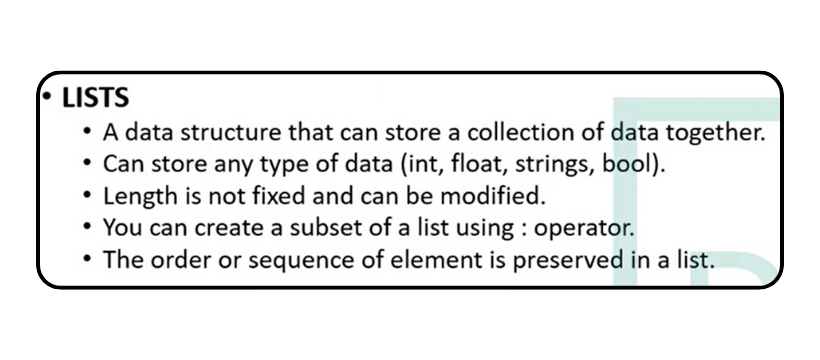 • LISTS
• A data structure that can store a collection of data together.
• Can store any type of data (int, float, strings, bool).
• Length is not fixed and can be modified.
• You can create a subset of a list using : operator.
• The order or sequence of element is preserved in a list.